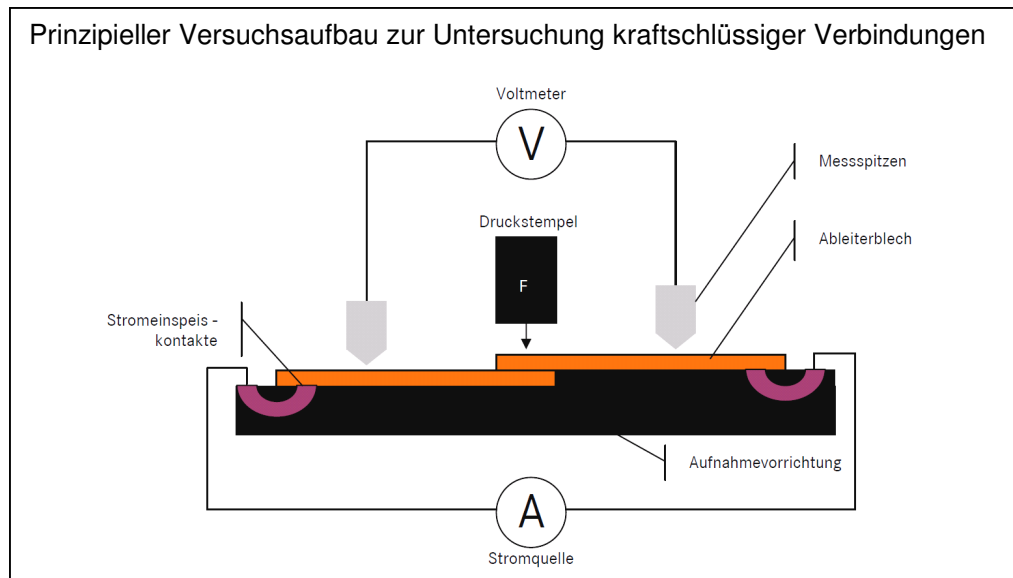 Prinzipieller Versuchsaufbau zur Untersuchung kraftschlüssiger Verbindungen
Voltmeter
V
Messspitzen
Druckstempel
Ableiterblech
F
Stromeinspeis -
kontakte
Aufnahmevorrichtung
A
Stromquelle